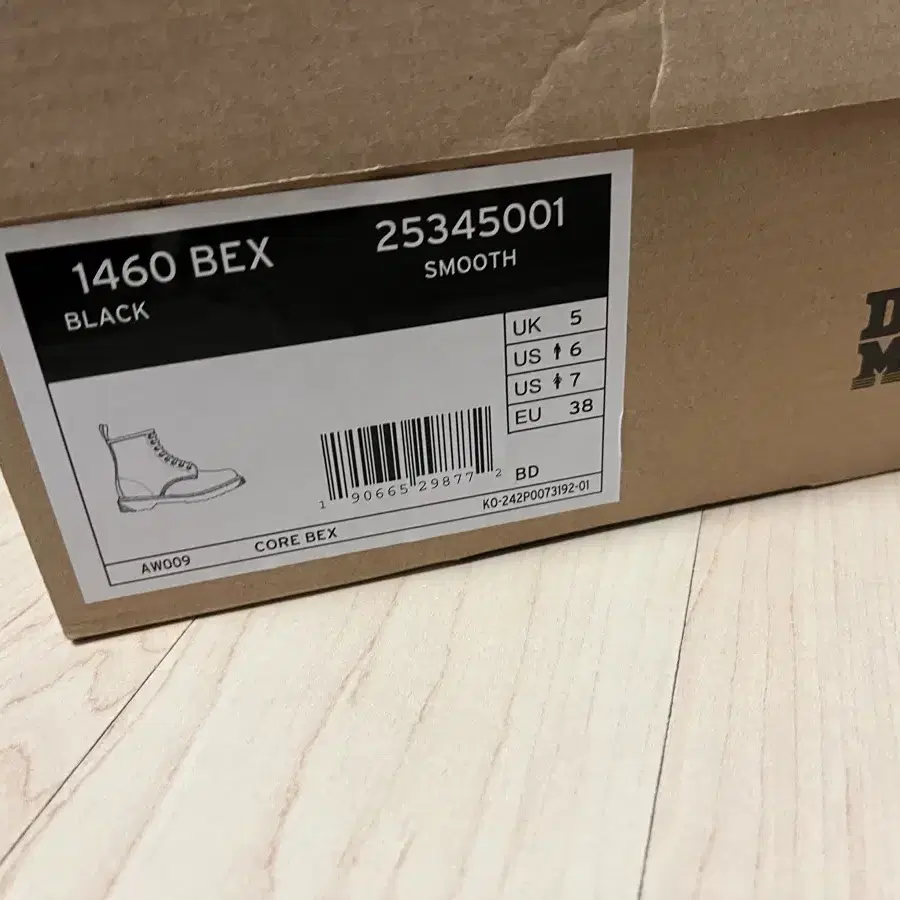 1460 BEX
25345001
BLACK
SMOOTH
UK 5
US 6
US 7
EU 38
1 90665 29877 2
BD
K0-242P0073192-01
AW009
CORE BEX
D
M